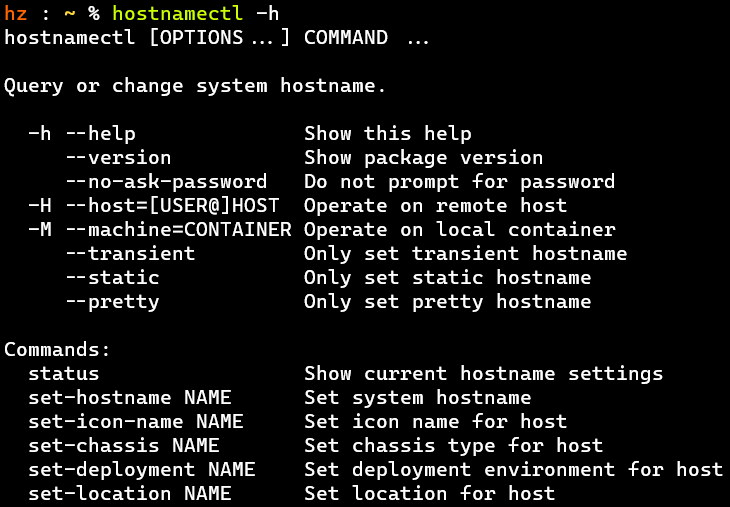 hz : ~ % hostnamectl -h
hostnamectl [OPTIONS...] COMMAND ...

Query or change system hostname.

  -h --help              Show this help
     --version           Show package version
     --no-ask-password   Do not prompt for password
  -H --host=[USER@]HOST  Operate on remote host
  -M --machine=CONTAINER Operate on local container
     --transient         Only set transient hostname
     --static            Only set static hostname
     --pretty            Only set pretty hostname

Commands:
  status                 Show current hostname settings
  set-hostname NAME      Set system hostname
  set-icon-name NAME     Set icon name for host
  set-chassis NAME       Set chassis type for host
  set-deployment NAME    Set deployment environment for host
  set-location NAME      Set location for host